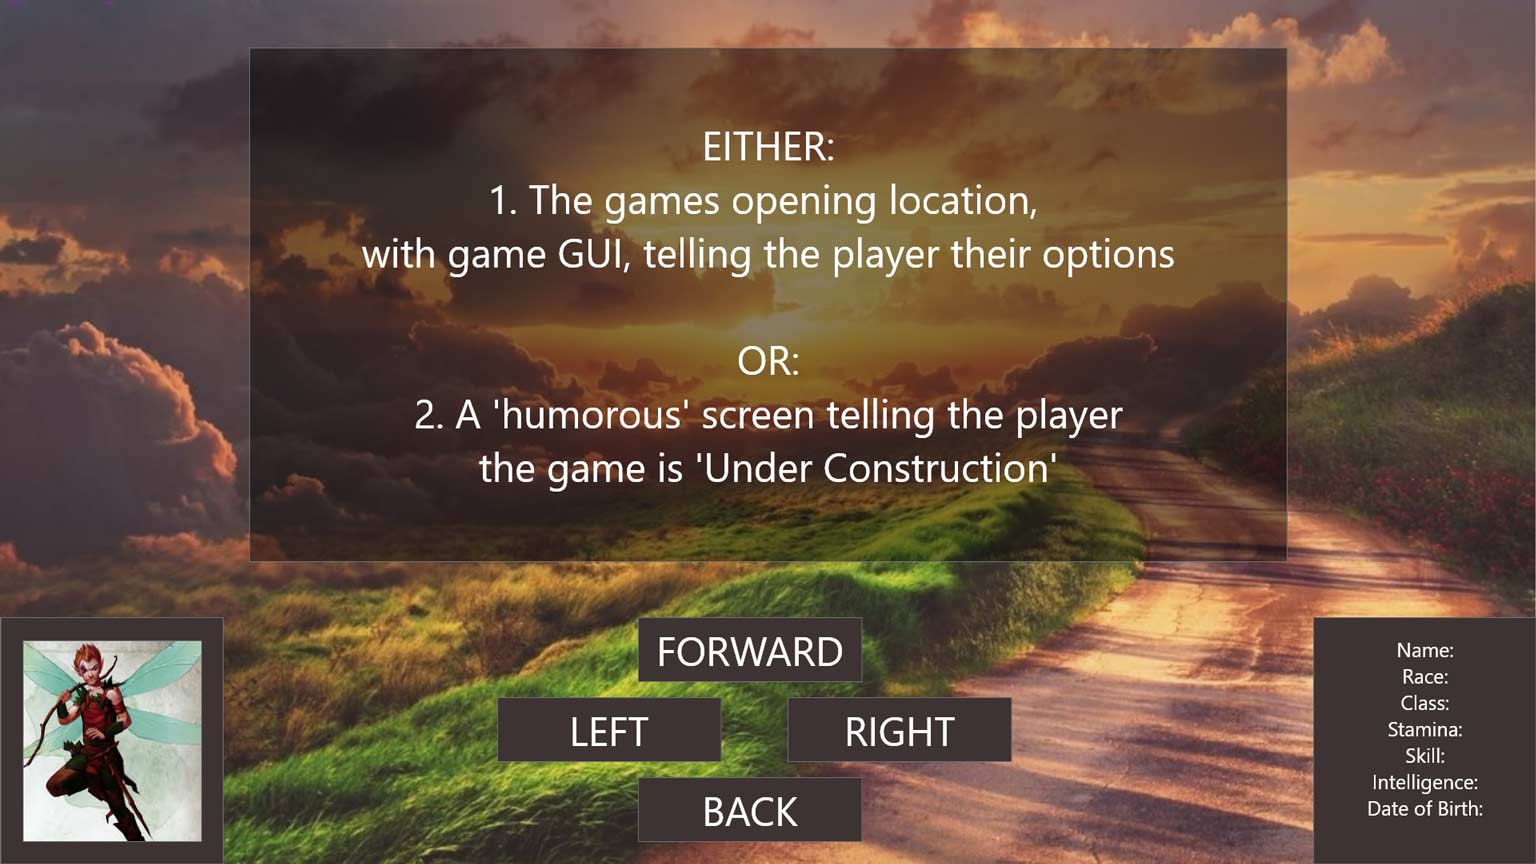 EITHER:
1. The games opening location,
with game GUI, telling the player their options
OR:
2. A 'humorous' screen telling the player
the game is 'Under Construction'
FORWARD
LEFT
RIGHT
BACK
Name:
Race:
Class:
Stamina:
Skill:
Intelligence:
Date of Birth: